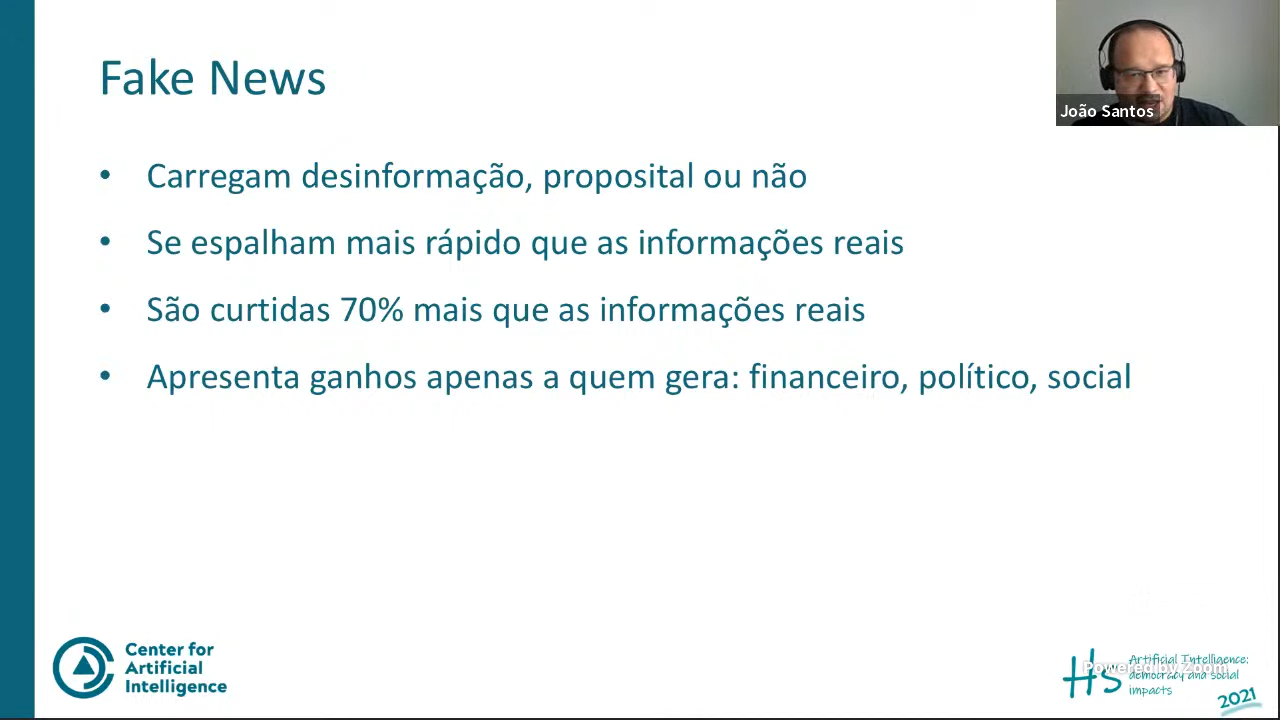 Fake News
João Santos
• Carregam desinformação, proposital ou não
• Se espalham mais rápido que as informações reais
• São curtidas 70% mais que as informações reais
• Apresenta ganhos apenas a quem gera: financeiro, político, social
Center for
Artificial
Intelligence
Hs
Artificial Intelligence:
democracy and social
impacts
2021
Powered by Zoom